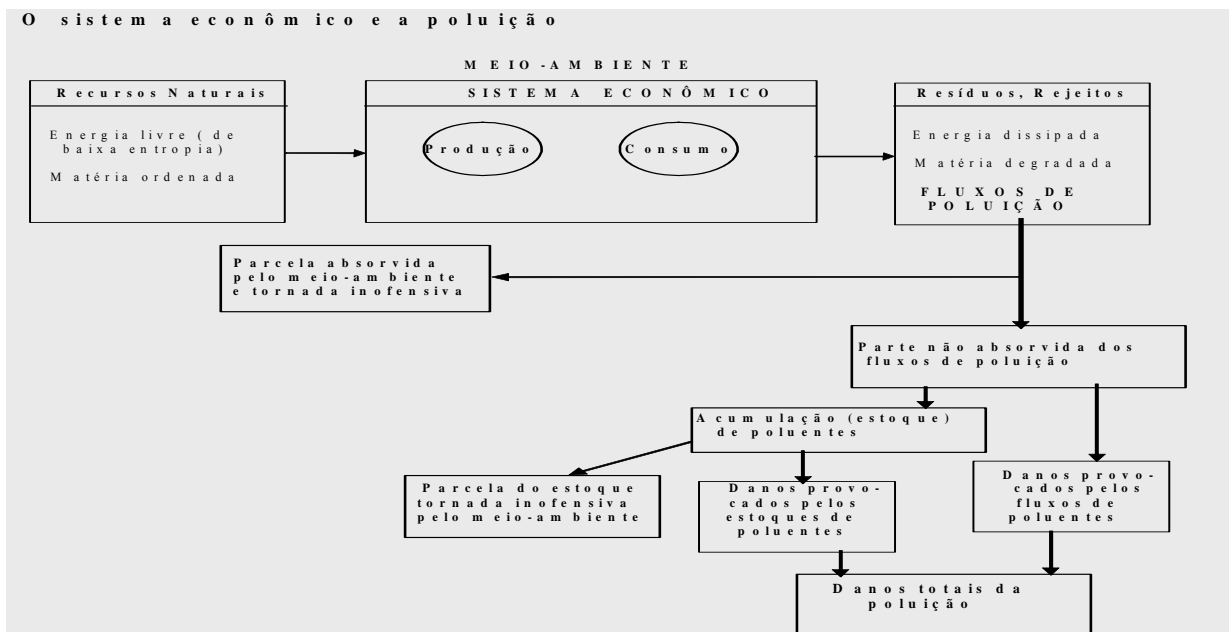 O sistema econômico e a poluição
MEIO-AMBIENTE
Recursos Naturais
Energia livre (de
baixa entropia)
Matéria ordenada
SISTEMA ECONÔMICO
Produção
Consumo
Resíduos, Rejeitos
Energia dissipada
Matéria degradada
FLUXOS DE
POLUIÇÃO
Parcela absorvida
pelo meio-ambiente
e tornada inofensiva
Parte não absorvida dos
fluxos de poluição
Acumulação (estoque)
de poluentes
Parcela do estoque
tornada inofensiva
pelo meio-ambiente
Danos provo-
cados pelos
estoques de
poluentes
Danos provo-
cados pelos
fluxos de
poluentes
Danos totais da
poluição